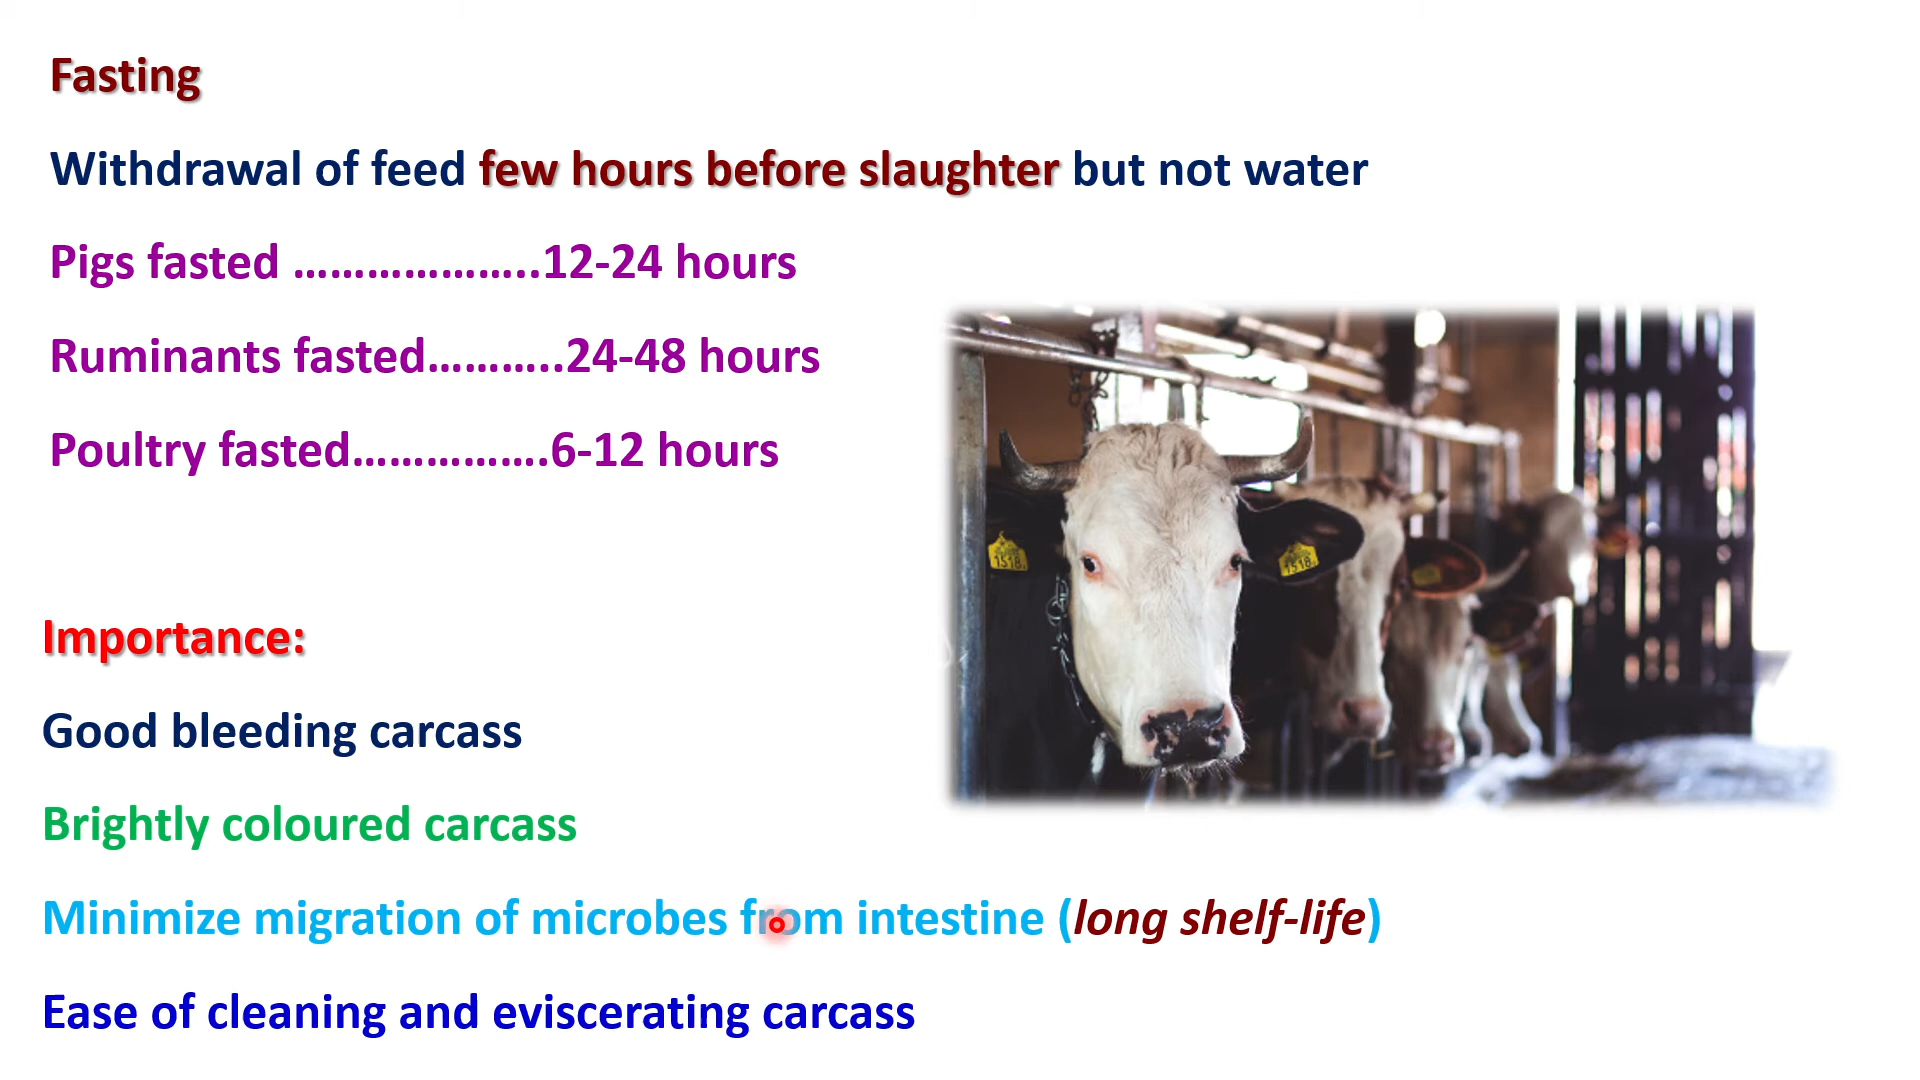 Fasting
Withdrawal of feed few hours before slaughter but not water
Pigs fasted ………………..12-24 hours
Ruminants fasted………..24-48 hours
Poultry fasted…………….6-12 hours
1518
1518
Importance:
Good bleeding carcass
Brightly coloured carcass
Minimize migration of microbes from intestine (long shelf-life)
Ease of cleaning and eviscerating carcass